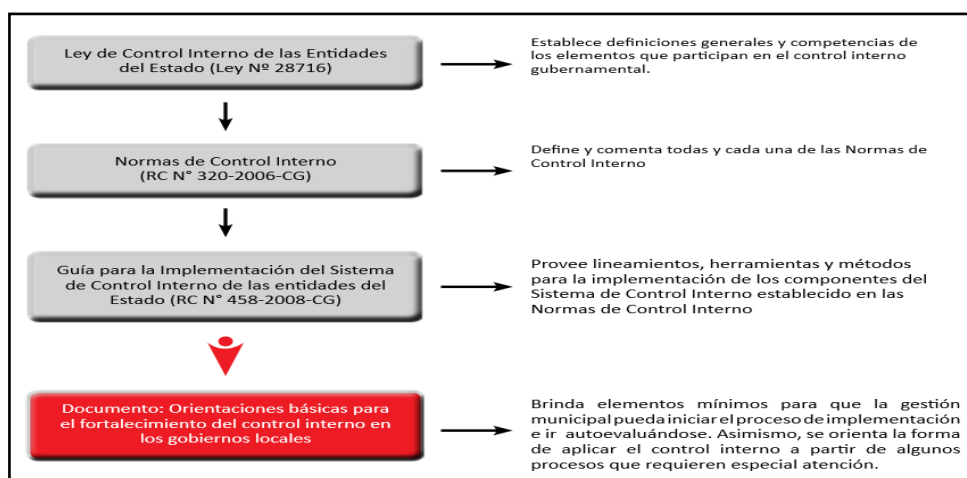 Ley de Control Interno de las Entidades
del Estado (Ley Nº 28716)
Establece definiciones generales y competencias de
los elementos que participan en el control interno
gubernamental.
Normas de Control Interno
(RC N° 320-2006-CG)
Define y comenta todas y cada una de las Normas de
Control Interno
Guía para la Implementación del Sistema
de Control Interno de las entidades del
Estado (RC N° 458-2008-CG)
Provee lineamientos, herramientas y métodos
para la implementación de los componentes del
Sistema de Control Interno establecido en las
Normas de Control Interno
Documento: Orientaciones básicas para
el fortalecimiento del control interno en
los gobiernos locales
Brinda elementos mínimos para que la gestión
municipal pueda iniciar el proceso de implementación
e ir autoevaluándose. Asimismo, se orienta la forma
de aplicar el control interno a partir de algunos
procesos que requieren especial atención.